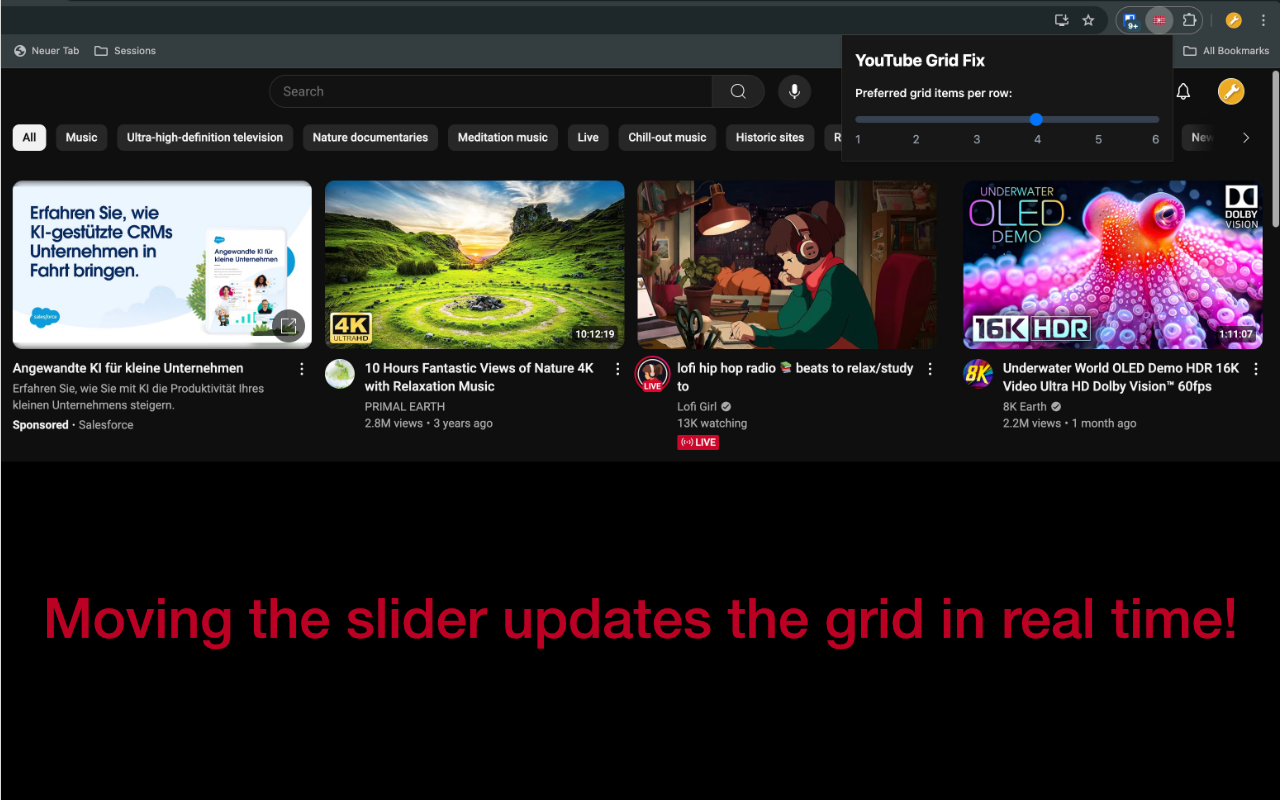 Neuer Tab
Sessions
All Bookmarks
9+
YouTube Grid Fix
Preferred grid items per row:
1 2 3 4 5 6
Search
All
Music
Ultra-high-definition television
Nature documentaries
Meditation music
Live
Chill-out music
Historic sites
R
New
Erfahren Sie, wie
KI-gestützte CRMs
Unternehmen in
Fahrt bringen.
salesforce
Angewandte KI für
kleine Unternehmen
4K
ULTRAHD
10:12:19
UNDERWATER
OLED
DEMO
DOLBY
VISION
16K HDR
1:11:07
Angewandte KI für kleine Unternehmen
Erfahren Sie, wie Sie mit KI die Produktivität Ihres
kleinen Unternehmens steigern.
Sponsored · Salesforce
10 Hours Fantastic Views of Nature 4K
with Relaxation Music
PRIMAL EARTH
2.8M views • 3 years ago
LIVE
lofi hip hop radio 📚 beats to relax/study
to
Lofi Girl
13K watching
LIVE
8K
Underwater World OLED Demo HDR 16K
Video Ultra HD Dolby Vision™ 60fps
8K Earth
2.2M views • 1 month ago
Moving the slider updates the grid in real time!